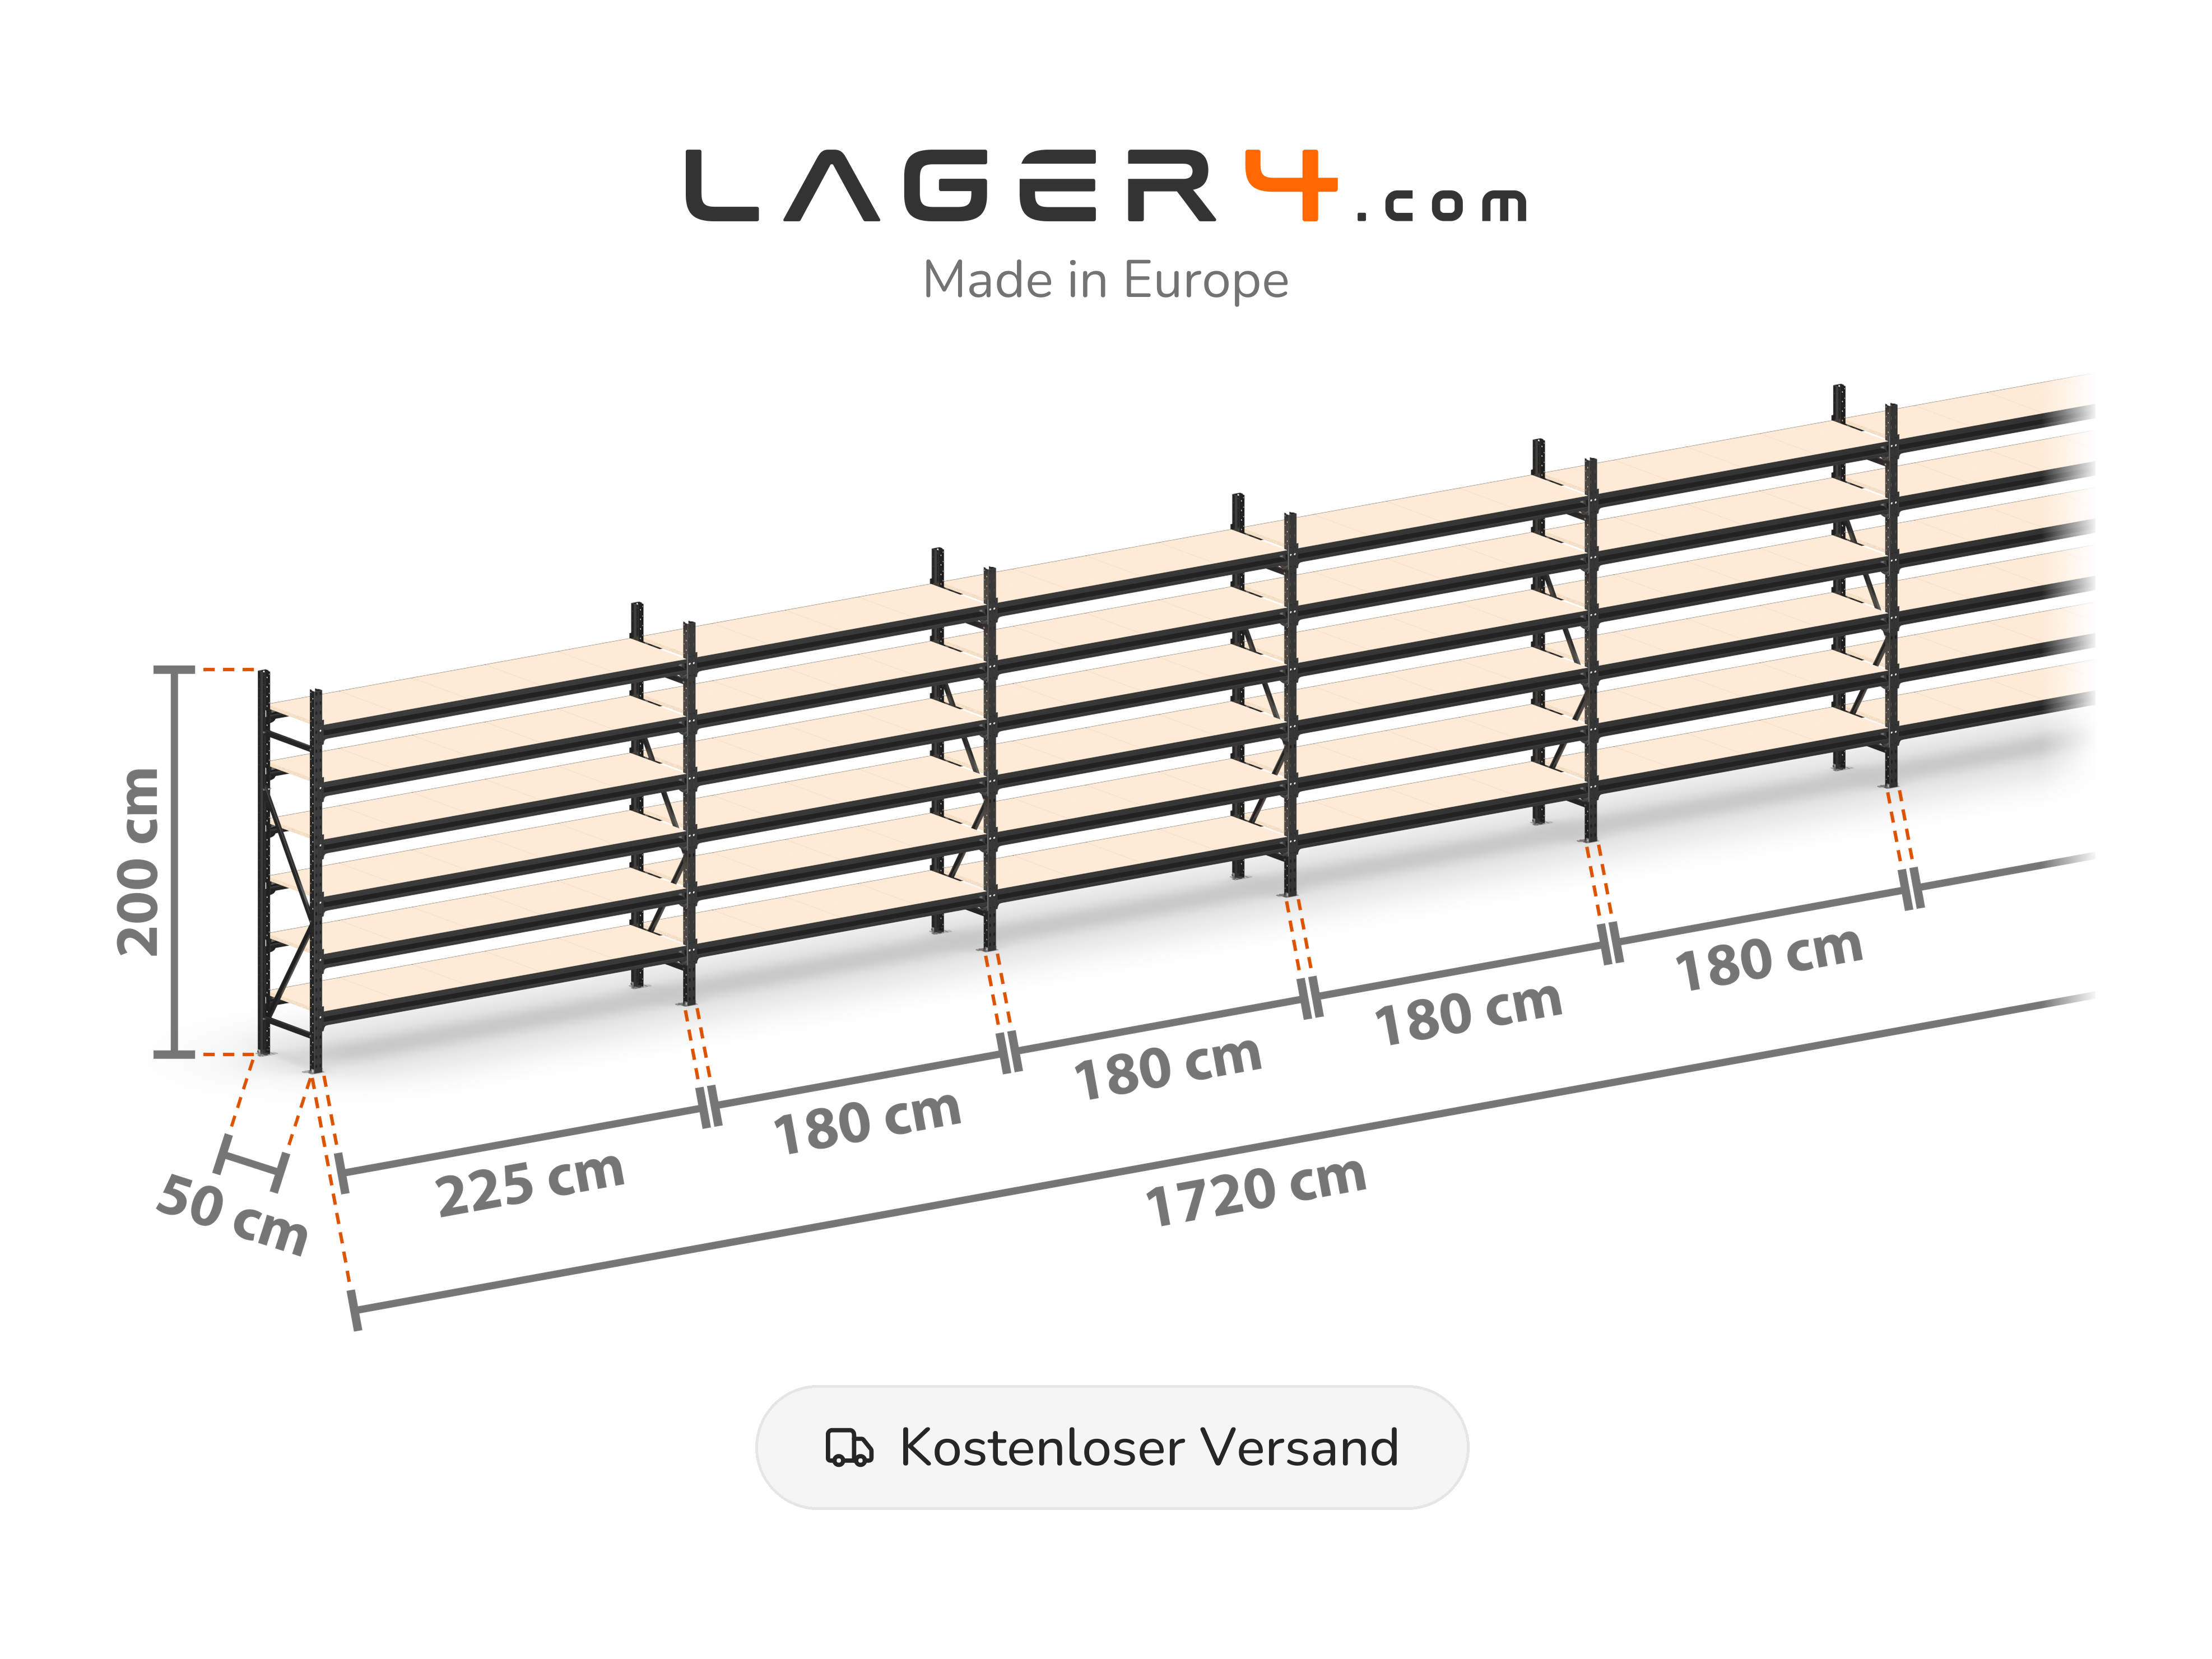 LAGER4.com
Made in Europe
200 cm
50 cm
225 cm
180 cm
180 cm
180 cm
180 cm
1720 cm
Kostenloser Versand